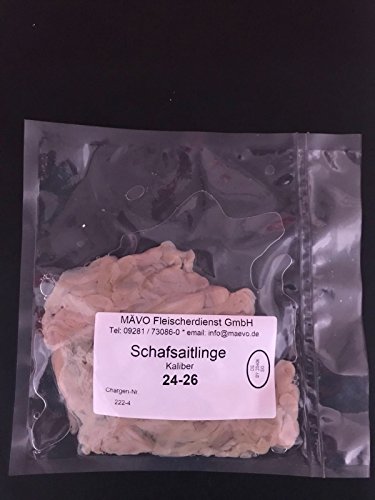 MÄVO Fleischerdienst GmbH
Tel: 09281 / 73086-0 * email: info@maevo.de
Schafsaitlinge
Kaliber
24-26
Chargen-Nr.
222-4